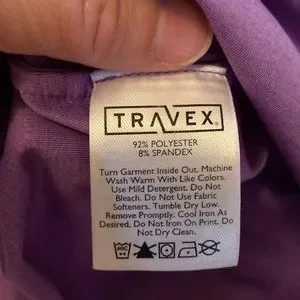 TRAVEX®
92% POLYESTER
8% SPANDEX
Turn Garment Inside Out. Machine
Wash Warm With Like Colors.
Use Mild Detergent. Do Not
Bleach. Do Not Use Fabric
Softeners. Tumble Dry Low.
Remove Promptly. Cool Iron As
Desired, Do Not Iron On Print. Do
Not Dry Clean.